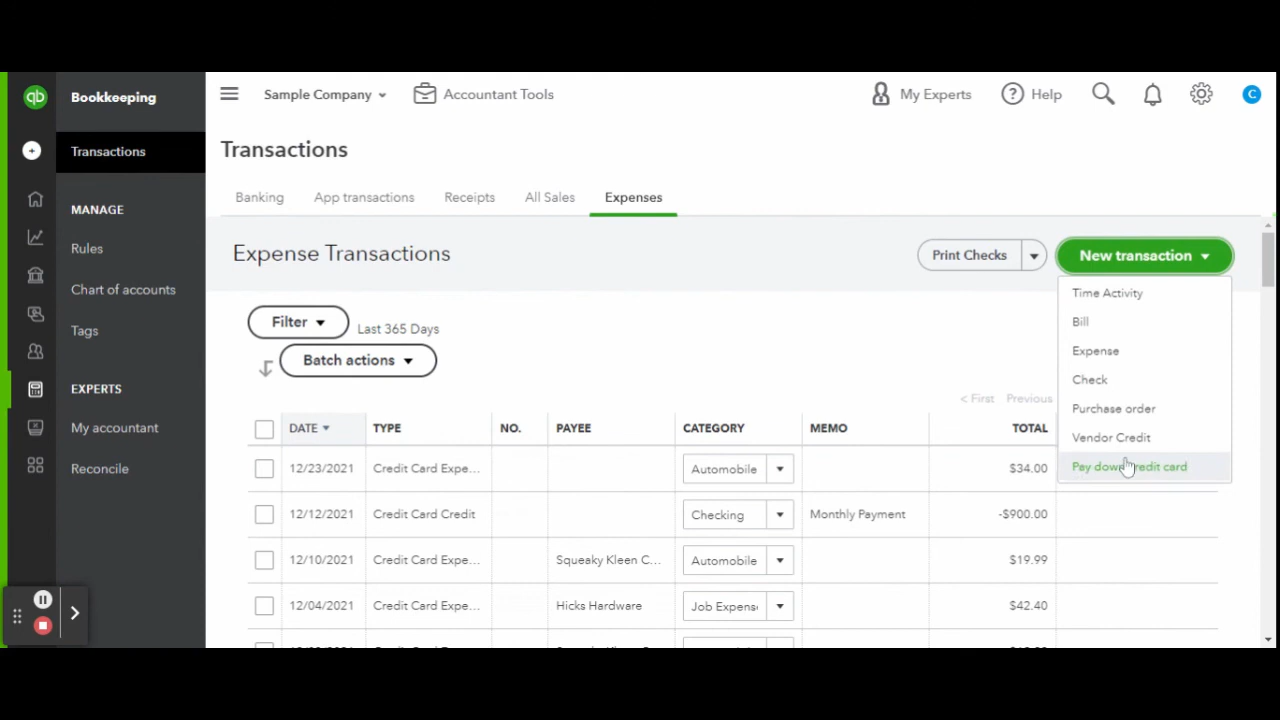 qb
Bookkeeping
Sample Company
Accountant Tools
My Experts
? Help
C
+
Transactions
MANAGE
Rules
Chart of accounts
Tags
EXPERTS
My accountant
Reconcile
Transactions
Banking
App transactions
Receipts
All Sales
Expenses
Expense Transactions
Print Checks
New transaction
Time Activity
Bill
Expense
Check
Purchase order
Vendor Credit
Pay down credit card
Filter
Last 365 Days
Batch actions
< First Previous
DATE TYPE NO. PAYEE CATEGORY MEMO TOTAL
12/23/2021 Credit Card Expe... Automobile $34.00
12/12/2021 Credit Card Credit Checking Monthly Payment -$900.00
12/10/2021 Credit Card Expe... Squeaky Kleen C... Automobile $19.99
12/04/2021 Credit Card Expe... Hicks Hardware Job Expens $42.40